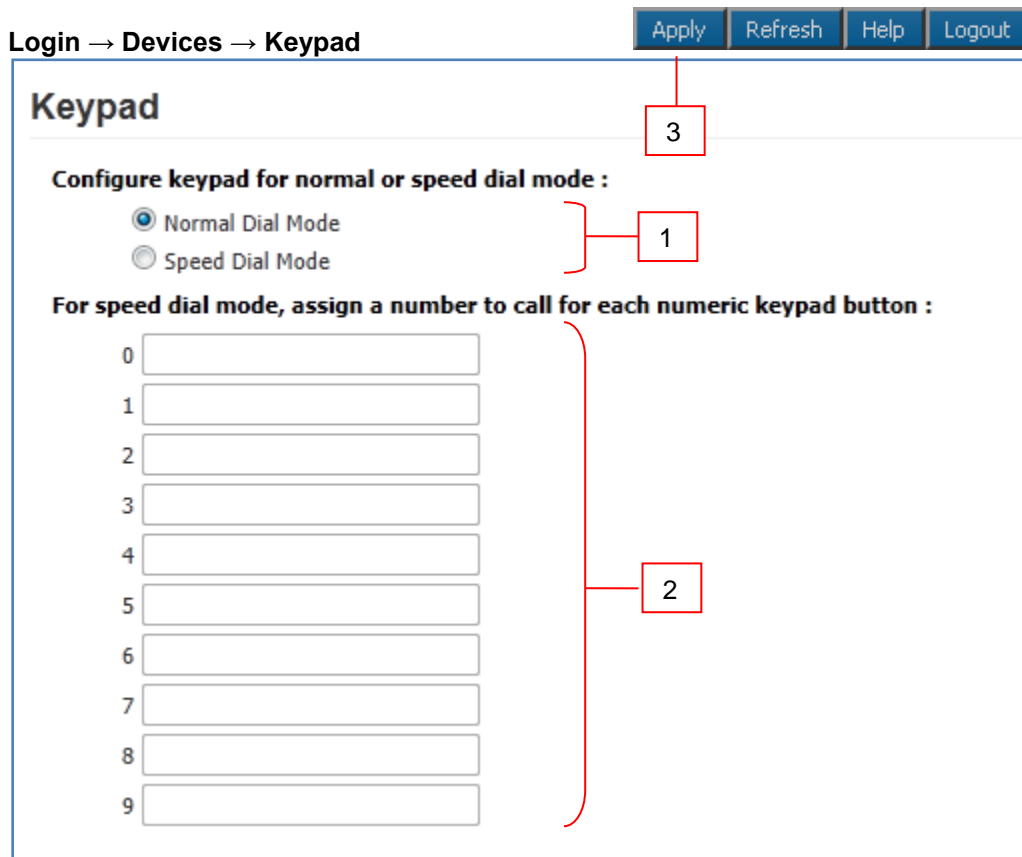 Login → Devices → Keypad
Apply Refresh Help Logout
Keypad
3
Configure keypad for normal or speed dial mode :
Normal Dial Mode
1
Speed Dial Mode
For speed dial mode, assign a number to call for each numeric keypad button :
0
1
2
3
4
5
2
6
7
8
9